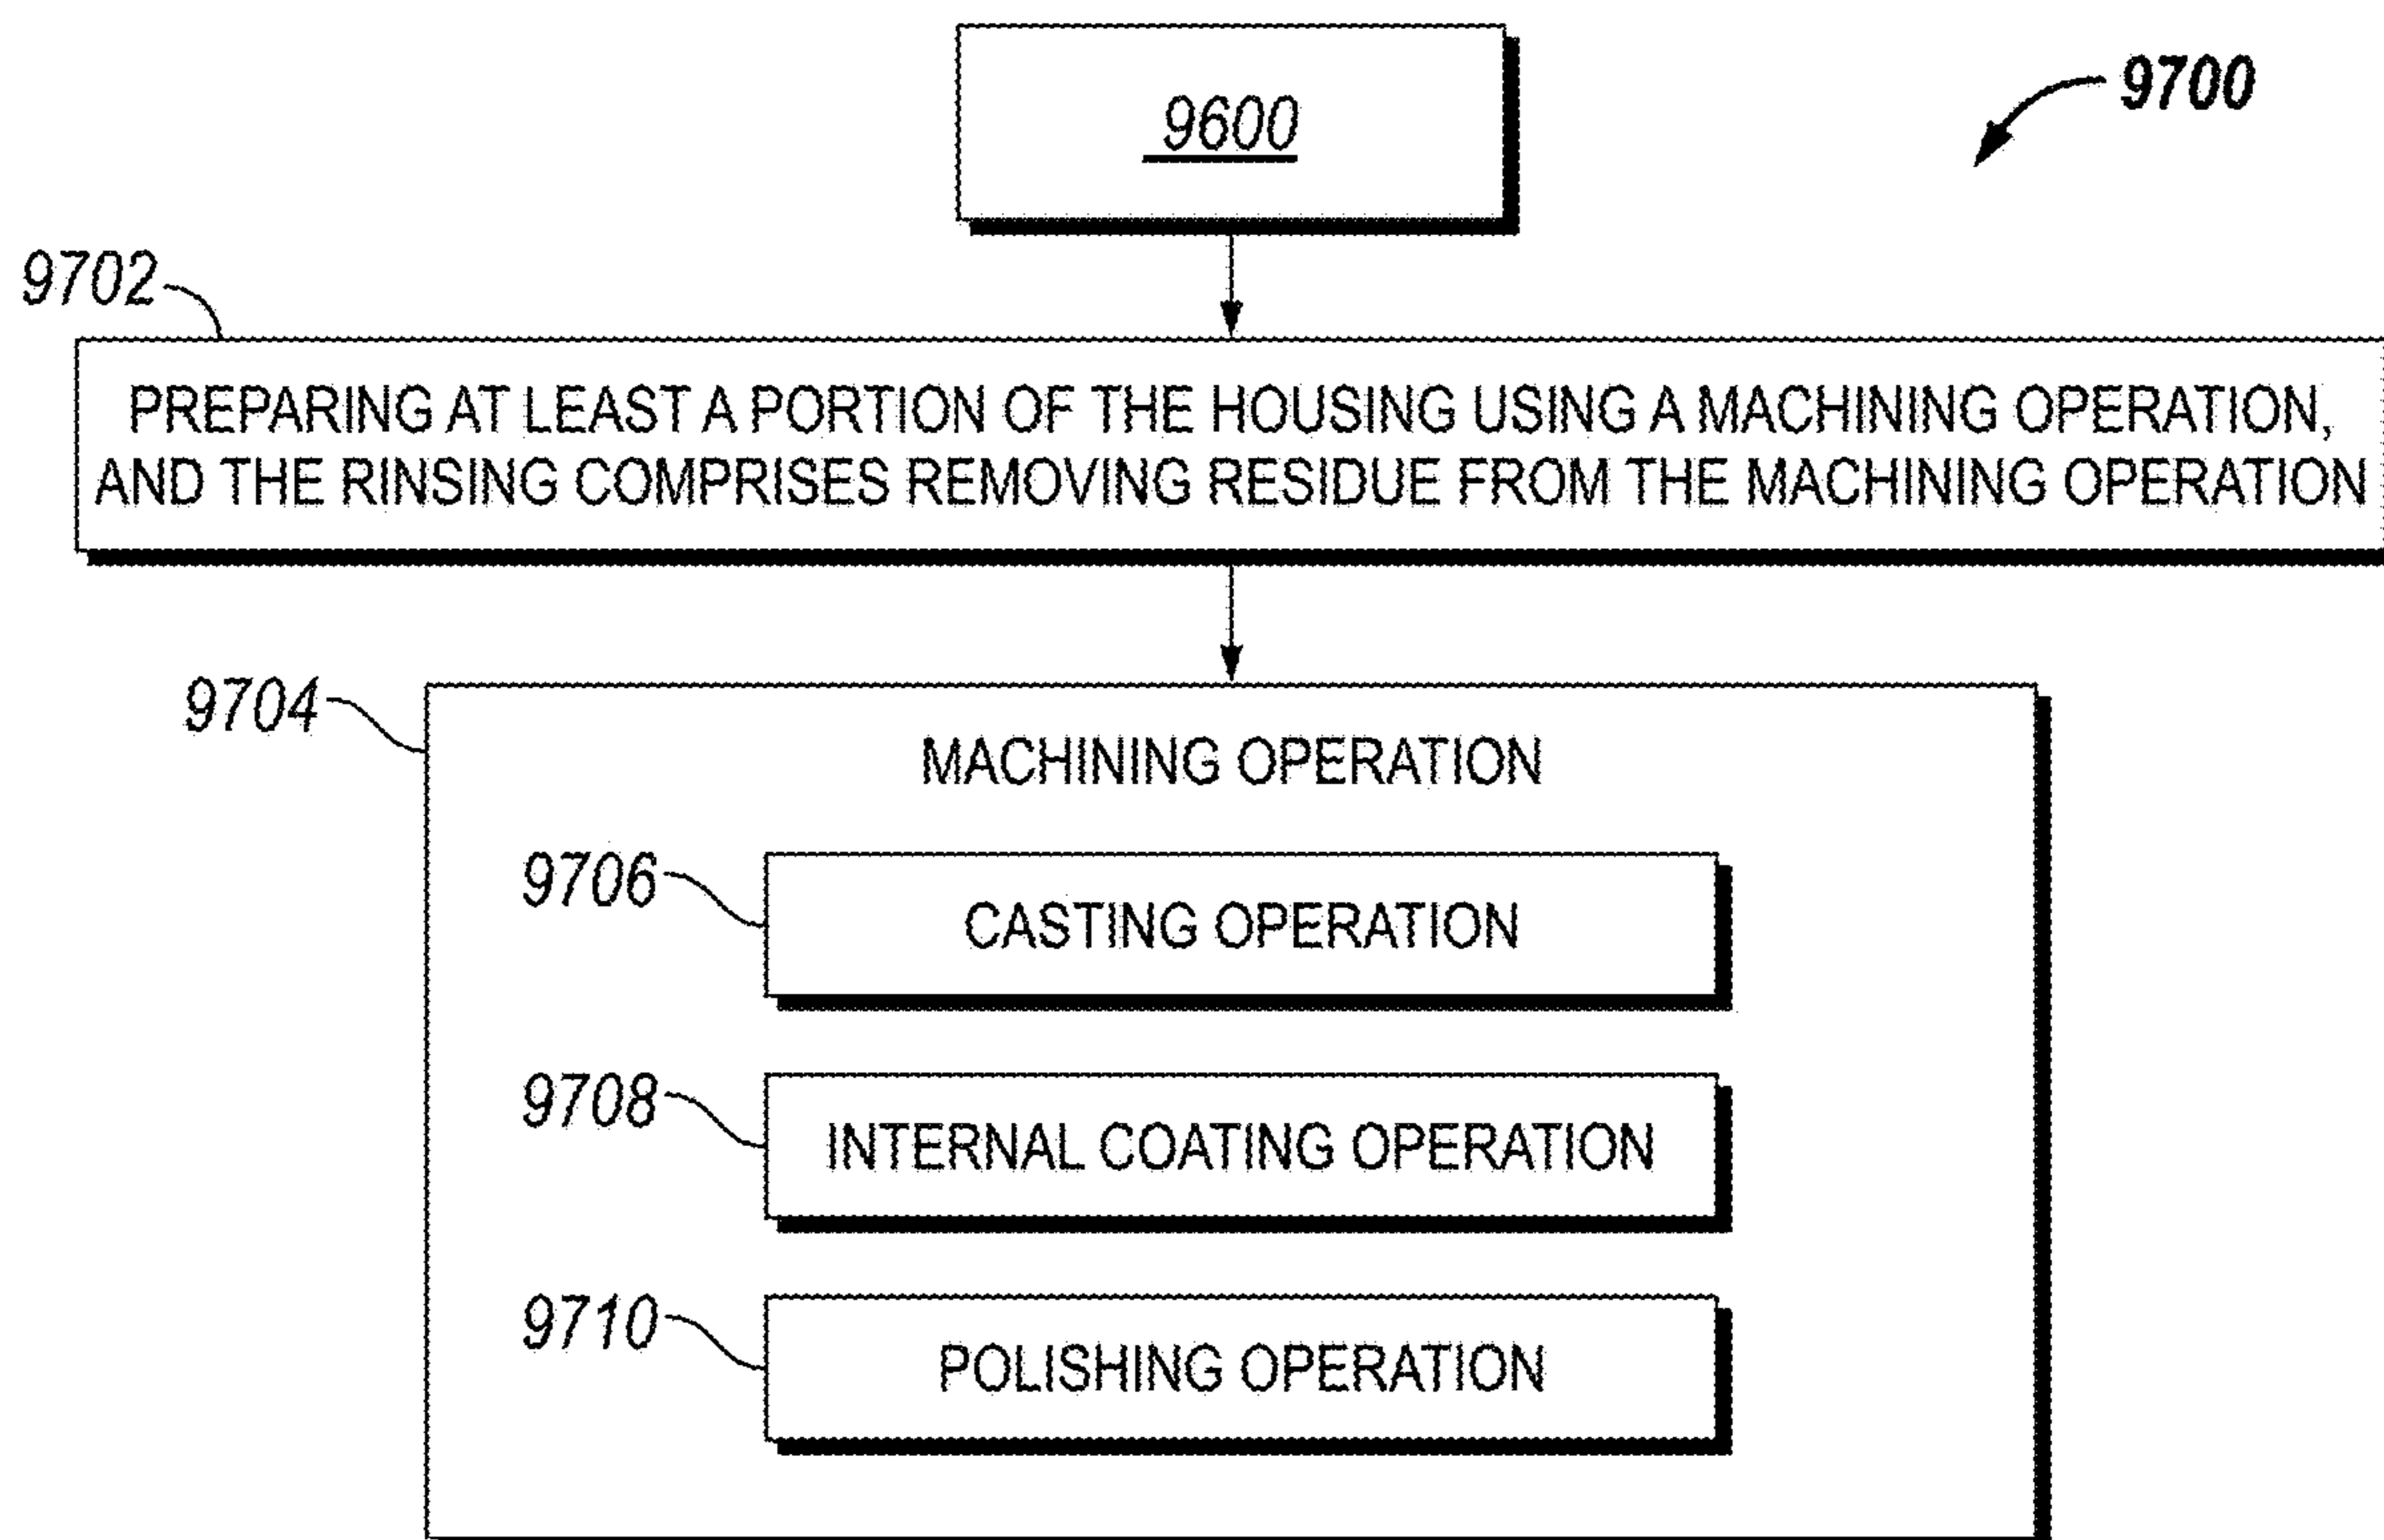 9600
9700
9702
PREPARING AT LEAST A PORTION OF THE HOUSING USING A MACHINING OPERATION,
AND THE RINSING COMPRISES REMOVING RESIDUE FROM THE MACHINING OPERATION
9704
MACHINING OPERATION
9706
CASTING OPERATION
9708
INTERNAL COATING OPERATION
9710
POLISHING OPERATION